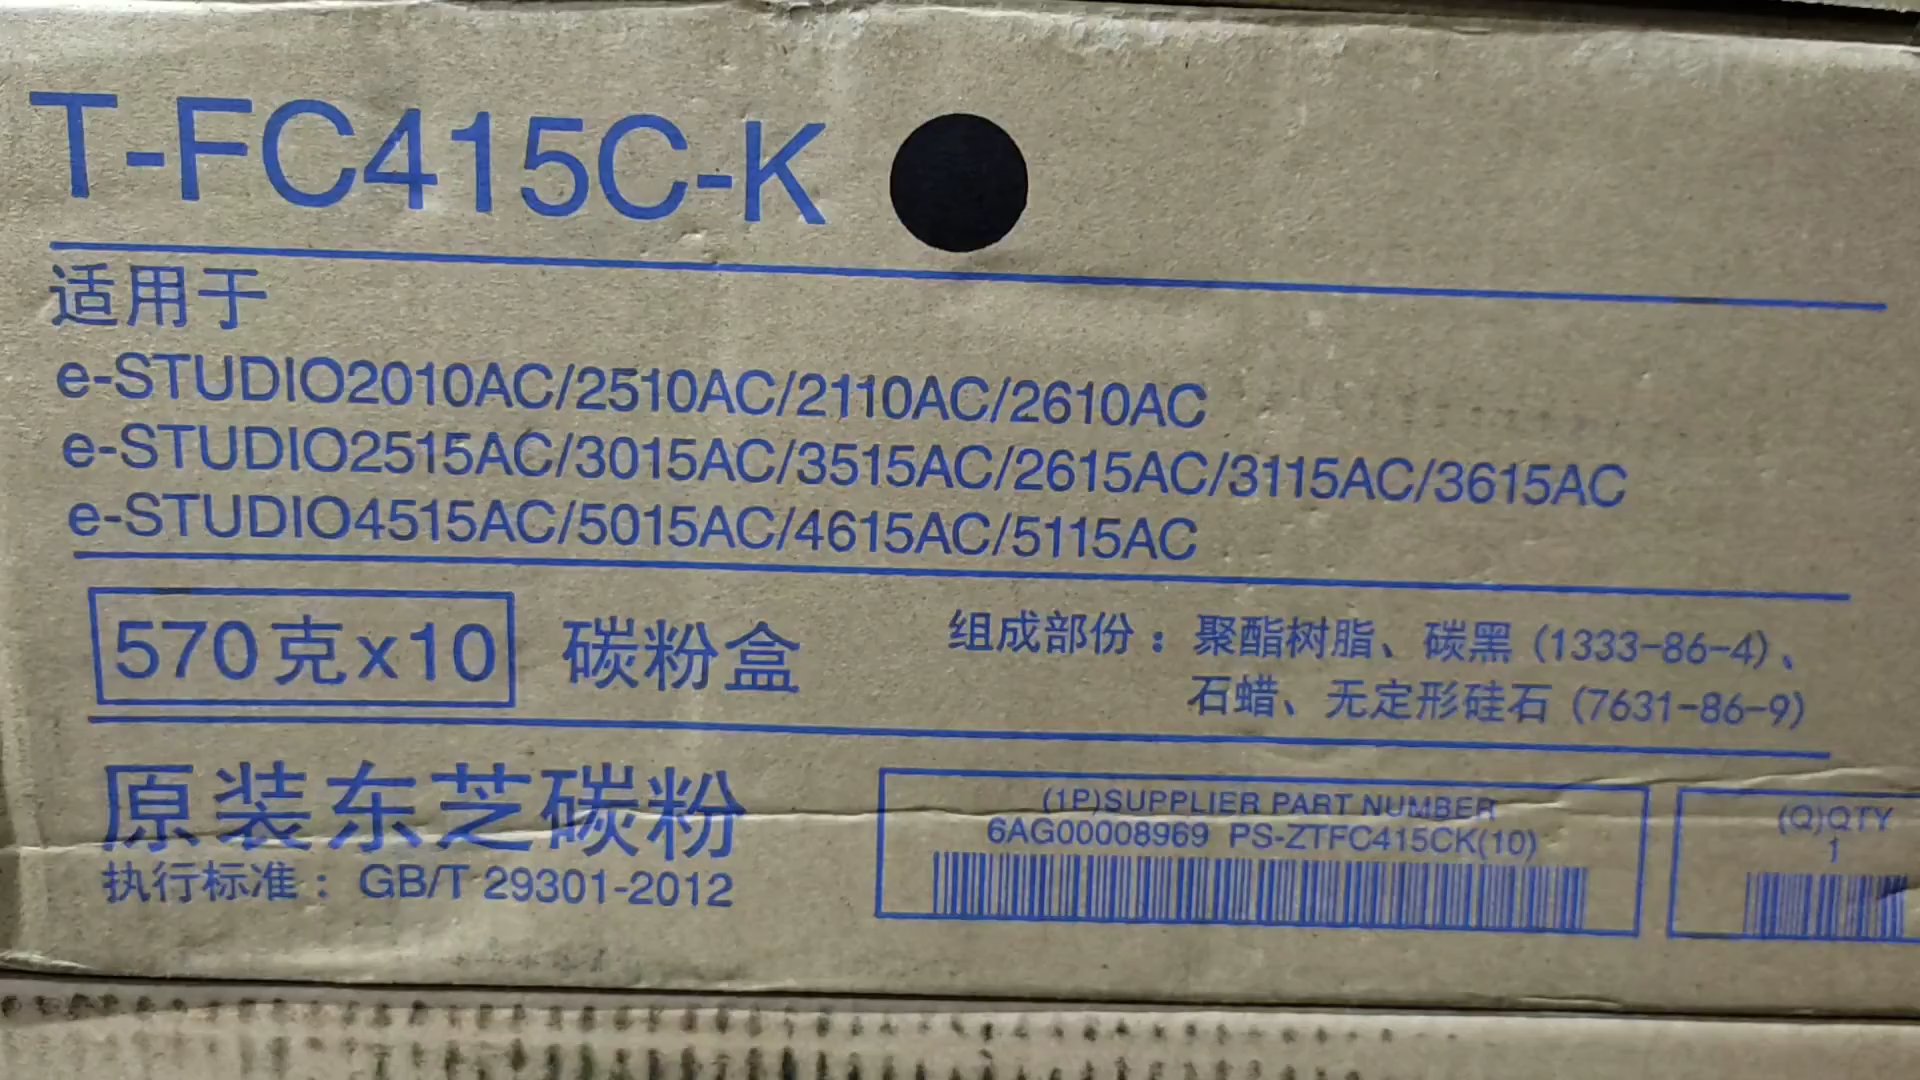 T-FC415C-K
适用于
e-STUDIO2010AC/2510AC/2110AC/2610AC
e-STUDIO2515AC/3015AC/3515AC/2615AC/3115AC/3615AC
e-STUDIO4515AC/5015AC/4615AC/5115AC
570克x10 碳粉盒
组成部份：聚酯树脂、碳黑 (1333-86-4)、
石蜡、无定形硅石 (7631-86-9)
原装东芝碳粉
执行标准：GB/T 29301-2012
(1P)SUPPLIER PART NUMBER
6AG00008969 PS-ZTFC415CK(10)
(Q)QTY
1